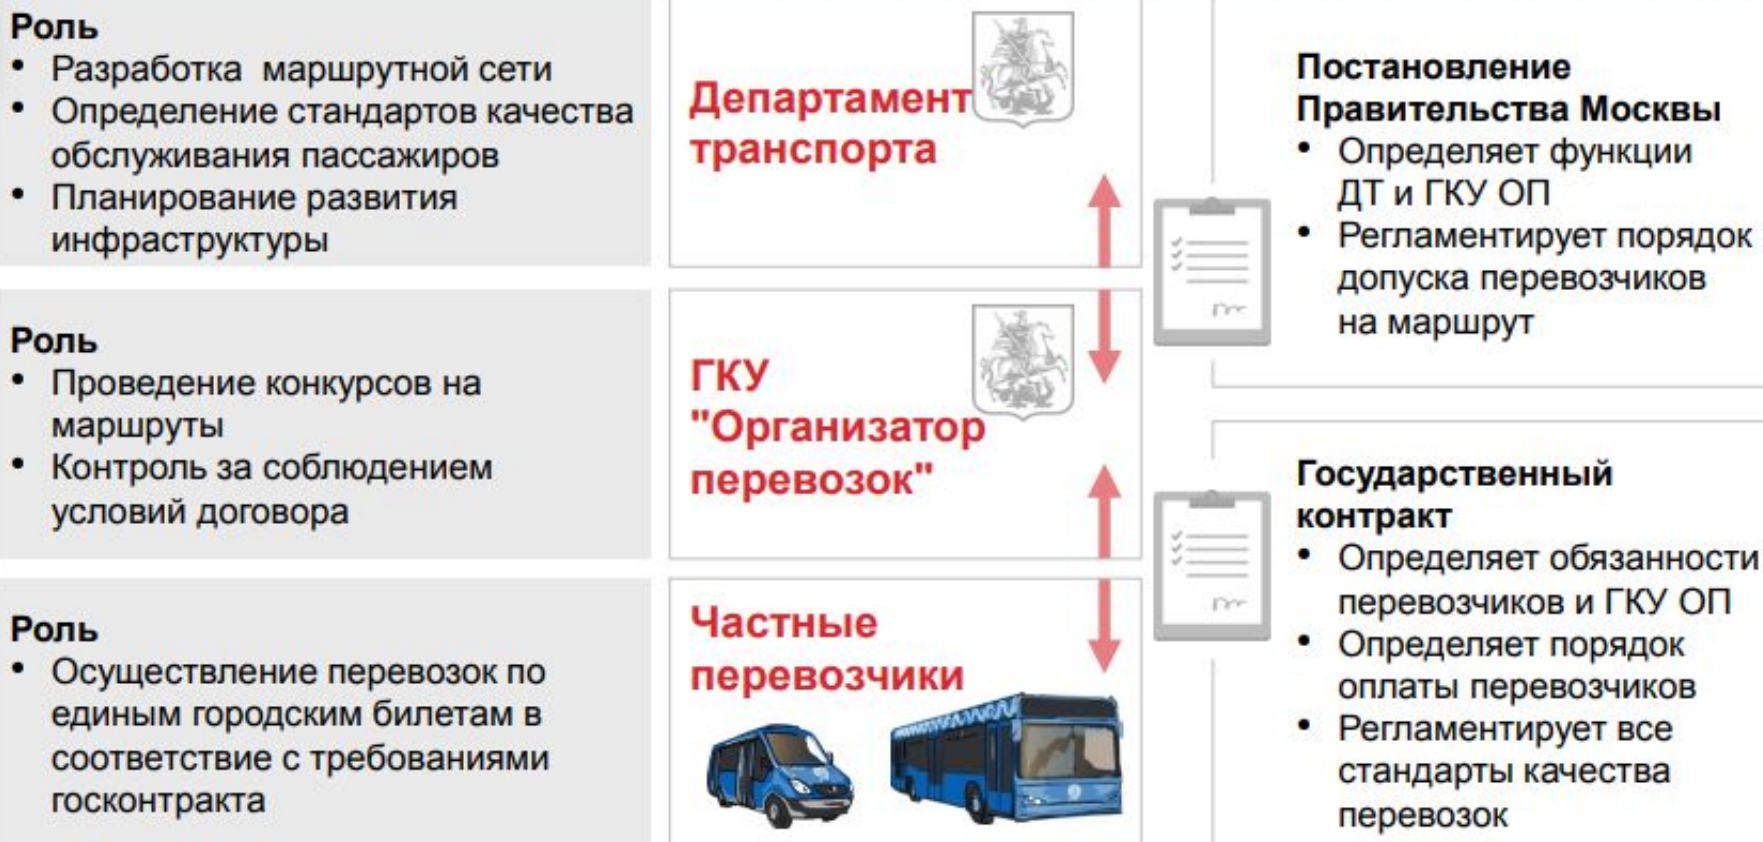 Роль
• Разработка маршрутной сети
• Определение стандартов качества
обслуживания пассажиров
• Планирование развития
инфраструктуры
Департамент
транспорта
Постановление
Правительства Москвы
• Определяет функции
ДТ и ГКУ ОП
• Регламентирует порядок
допуска перевозчиков
на маршрут
Роль
• Проведение конкурсов на
маршруты
• Контроль за соблюдением
условий договора
ГКУ
"Организатор
перевозок"
Государственный
контракт
• Определяет обязанности
перевозчиков и ГКУ ОП
• Определяет порядок
оплаты перевозчиков
• Регламентирует все
стандарты качества
перевозок
Роль
• Осуществление перевозок по
единым городским билетам в
соответствие с требованиями
госконтракта
Частные
перевозчики